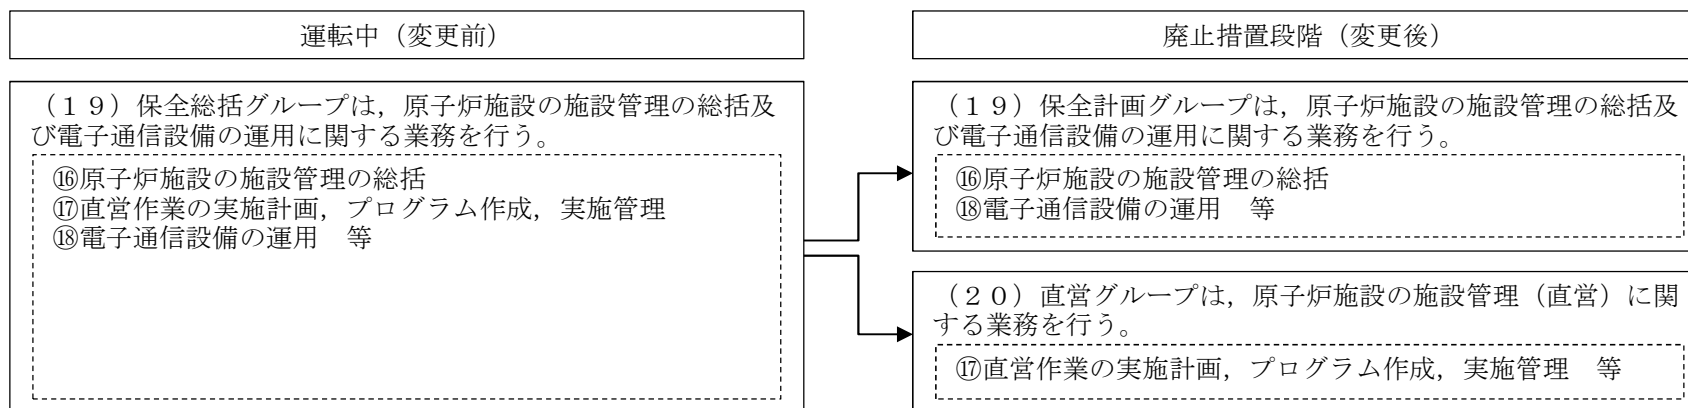 運転中（変更前）
（１９）保全総括グループは，原子炉施設の施設管理の総括及
び電子通信設備の運用に関する業務を行う。
⑯原子炉施設の施設管理の総括
⑰直営作業の実施計画，プログラム作成，実施管理
⑱電子通信設備の運用　等
廃止措置段階（変更後）
（１９）保全計画グループは，原子炉施設の施設管理の総括及
び電子通信設備の運用に関する業務を行う。
⑯原子炉施設の施設管理の総括
⑱電子通信設備の運用　等
（２０）直営グループは，原子炉施設の施設管理（直営）に関
する業務を行う。
⑰直営作業の実施計画，プログラム作成，実施管理　等